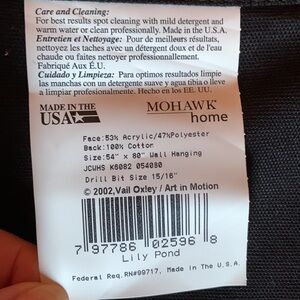 Care and Cleaning:
For best results spot cleaning with mild detergent and
warm water or clean professionally. Made in the U.S.A.
Entretien et Nettoyage: Pour de meilleurs résultats,
nettoyez les taches avec un détergent doux et de l'eau
chaude ou faites nettoyer professionnellement.
Fabriqué Aux É.U.
Cuidado y Limpieza: Para optimos resultados limpie
las manchas con un detergente suave y agua tibia o lleve
a limpiar profesionalmente. Hecho en los EE. UU.
MADE IN THE
USA
MOHAWK
home
Face: 53% Acrylic/47%Polyester
Back: 100% Cotton
Size: 54" x 80" Wall Hanging
JCWHS K6082 054080
Drill Bit Size 15/16"
© 2002,Vail Oxley / Art in Motion
7 97786 02596 8
Lily Pond
Federal Reg.RN#99717. Made In The U.S.A.